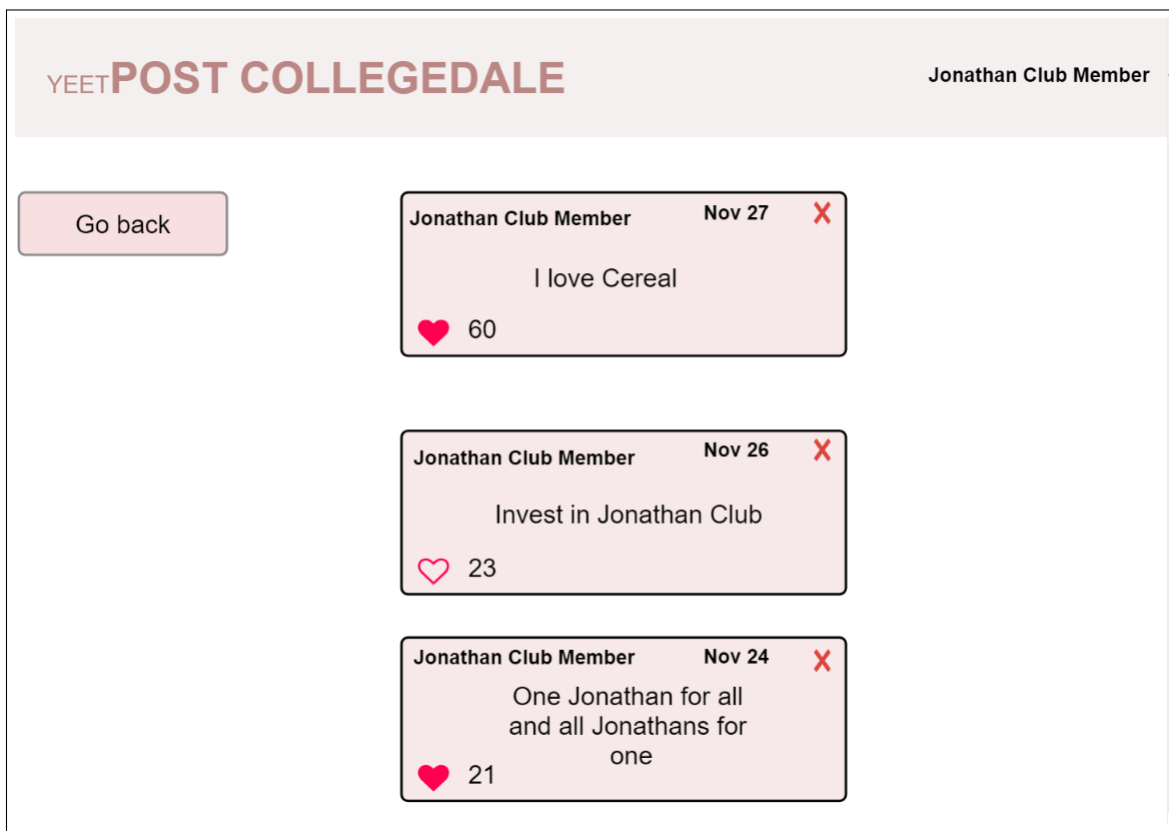 YEETPOST COLLEGEDALE
Jonathan Club Member
Go back
Jonathan Club Member Nov 27 X
I love Cereal
60
Jonathan Club Member Nov 26 X
Invest in Jonathan Club
23
Jonathan Club Member Nov 24 X
One Jonathan for all
and all Jonathans for
one
21